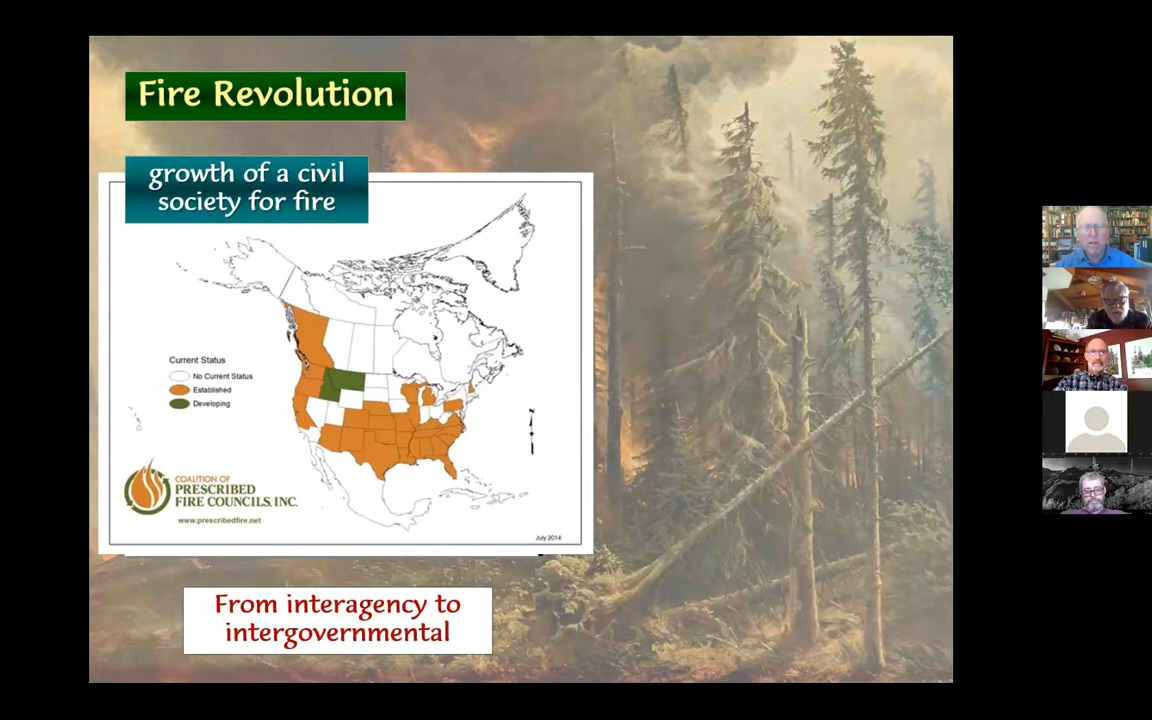 Fire Revolution
growth of a civil
society for fire
Current Status
No Current Status
Established
Developing
N
COALITION OF
PRESCRIBED
FIRE COUNCILS, INC.
www.prescribedfire.net
July 2014
From interagency to
intergovernmental